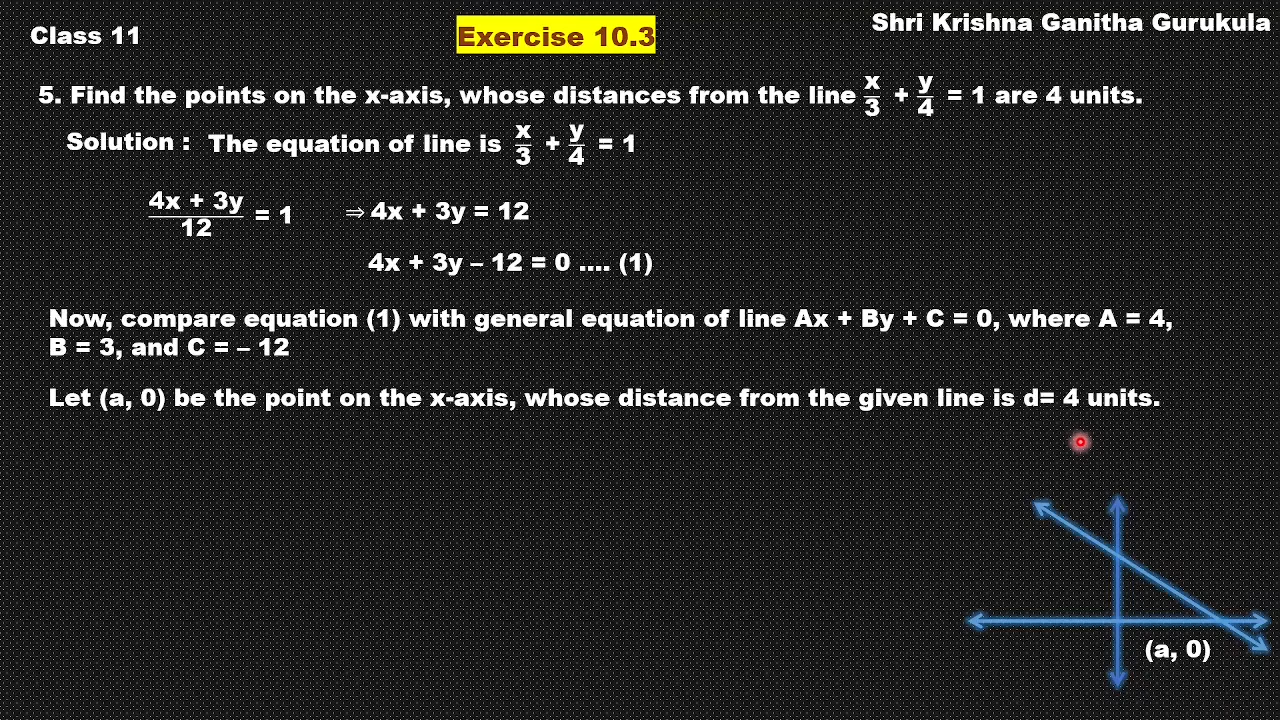 Class 11
Exercise 10.3
Shri Krishna Ganitha Gurukula
5. Find the points on the x-axis, whose distances from the line x/3 + y/4 = 1 are 4 units.
Solution : The equation of line is x/3 + y/4 = 1
4x + 3y/12 = 1 ⇒ 4x + 3y = 12
4x + 3y – 12 = 0 .... (1)
Now, compare equation (1) with general equation of line Ax + By + C = 0, where A = 4,
B = 3, and C = – 12
Let (a, 0) be the point on the x-axis, whose distance from the given line is d= 4 units.
(a, 0)